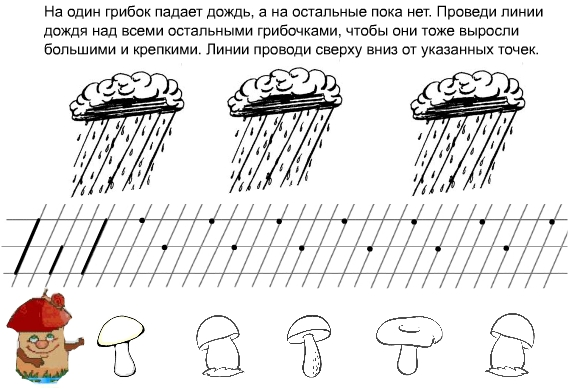 На один грибок падает дождь, а на остальные пока нет. Проведи линии
дождя над всеми остальными грибочками, чтобы они тоже выросли
большими и крепкими. Линии проводи сверху вниз от указанных точек.